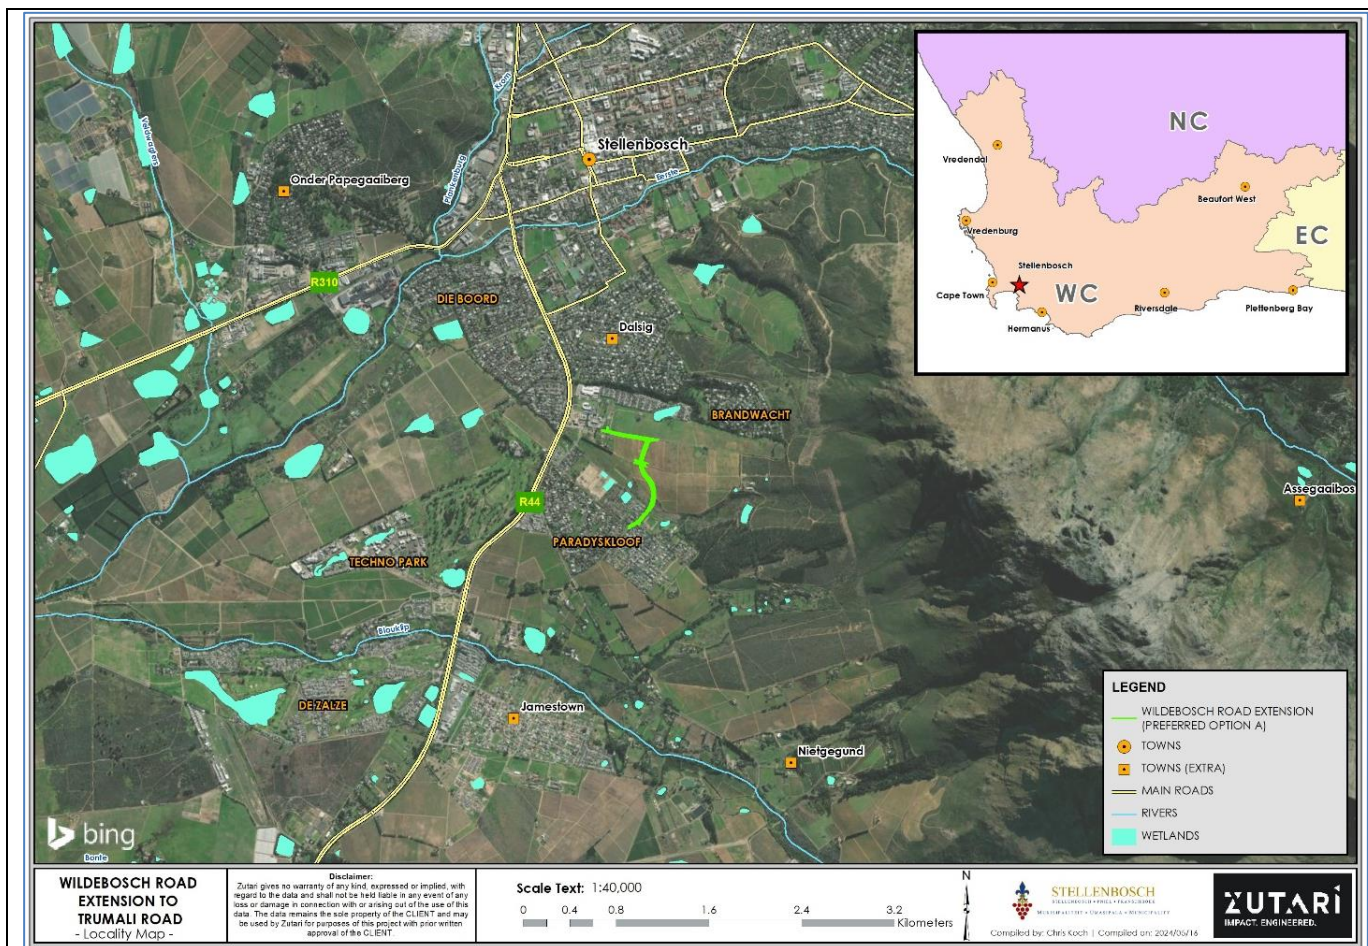 Krom
Veldwagters
Plankenburg
Stellenbosch
Eerste
Onder Papegaaiberg
R310
DIE BOORD
Dalsig
BRANDWACHT
R44
PARADYSKLOOF
TECHNO PARK
Assegaaibos
Blouklip
DE ZALZE
Jamestown
Nietgegund
bing
Bonte
NC
Vredendal
Beaufort West
EC
Vredenburg
Stellenbosch
Cape Town
WC
Riversdale
Plettenberg Bay
Hermanus
LEGEND
WILDEBOSCH ROAD EXTENSION
(PREFERRED OPTION A)
TOWNS
TOWNS (EXTRA)
MAIN ROADS
RIVERS
WETLANDS
WILDEBOSCH ROAD
EXTENSION TO
TRUMALI ROAD
- Locality Map -
Disclaimer:
Zutari gives no warranty of any kind, expressed or implied, with
regard to the data and shall not be held liable in any event of any
loss or damage in connection with or arising out of the use of this
data. The data remains the sole property of the CLIENT and may
be used by Zutari for purposes of this project with prior written
approval of the CLIENT.
Scale Text: 1:40,000
0 0.4 0.8 1.6 2.4 3.2
Kilometers
N
STELLENBOSCH
STELLENBOSCH • PNIEL • FRANSCHHOEK
MUNICIPALITY • UMASIPALA • MUNISIPALITEIT
Compiled by: Chris Koch | Compiled on: 2024/05/16
ZUTARI
IMPACT. ENGINEERED.